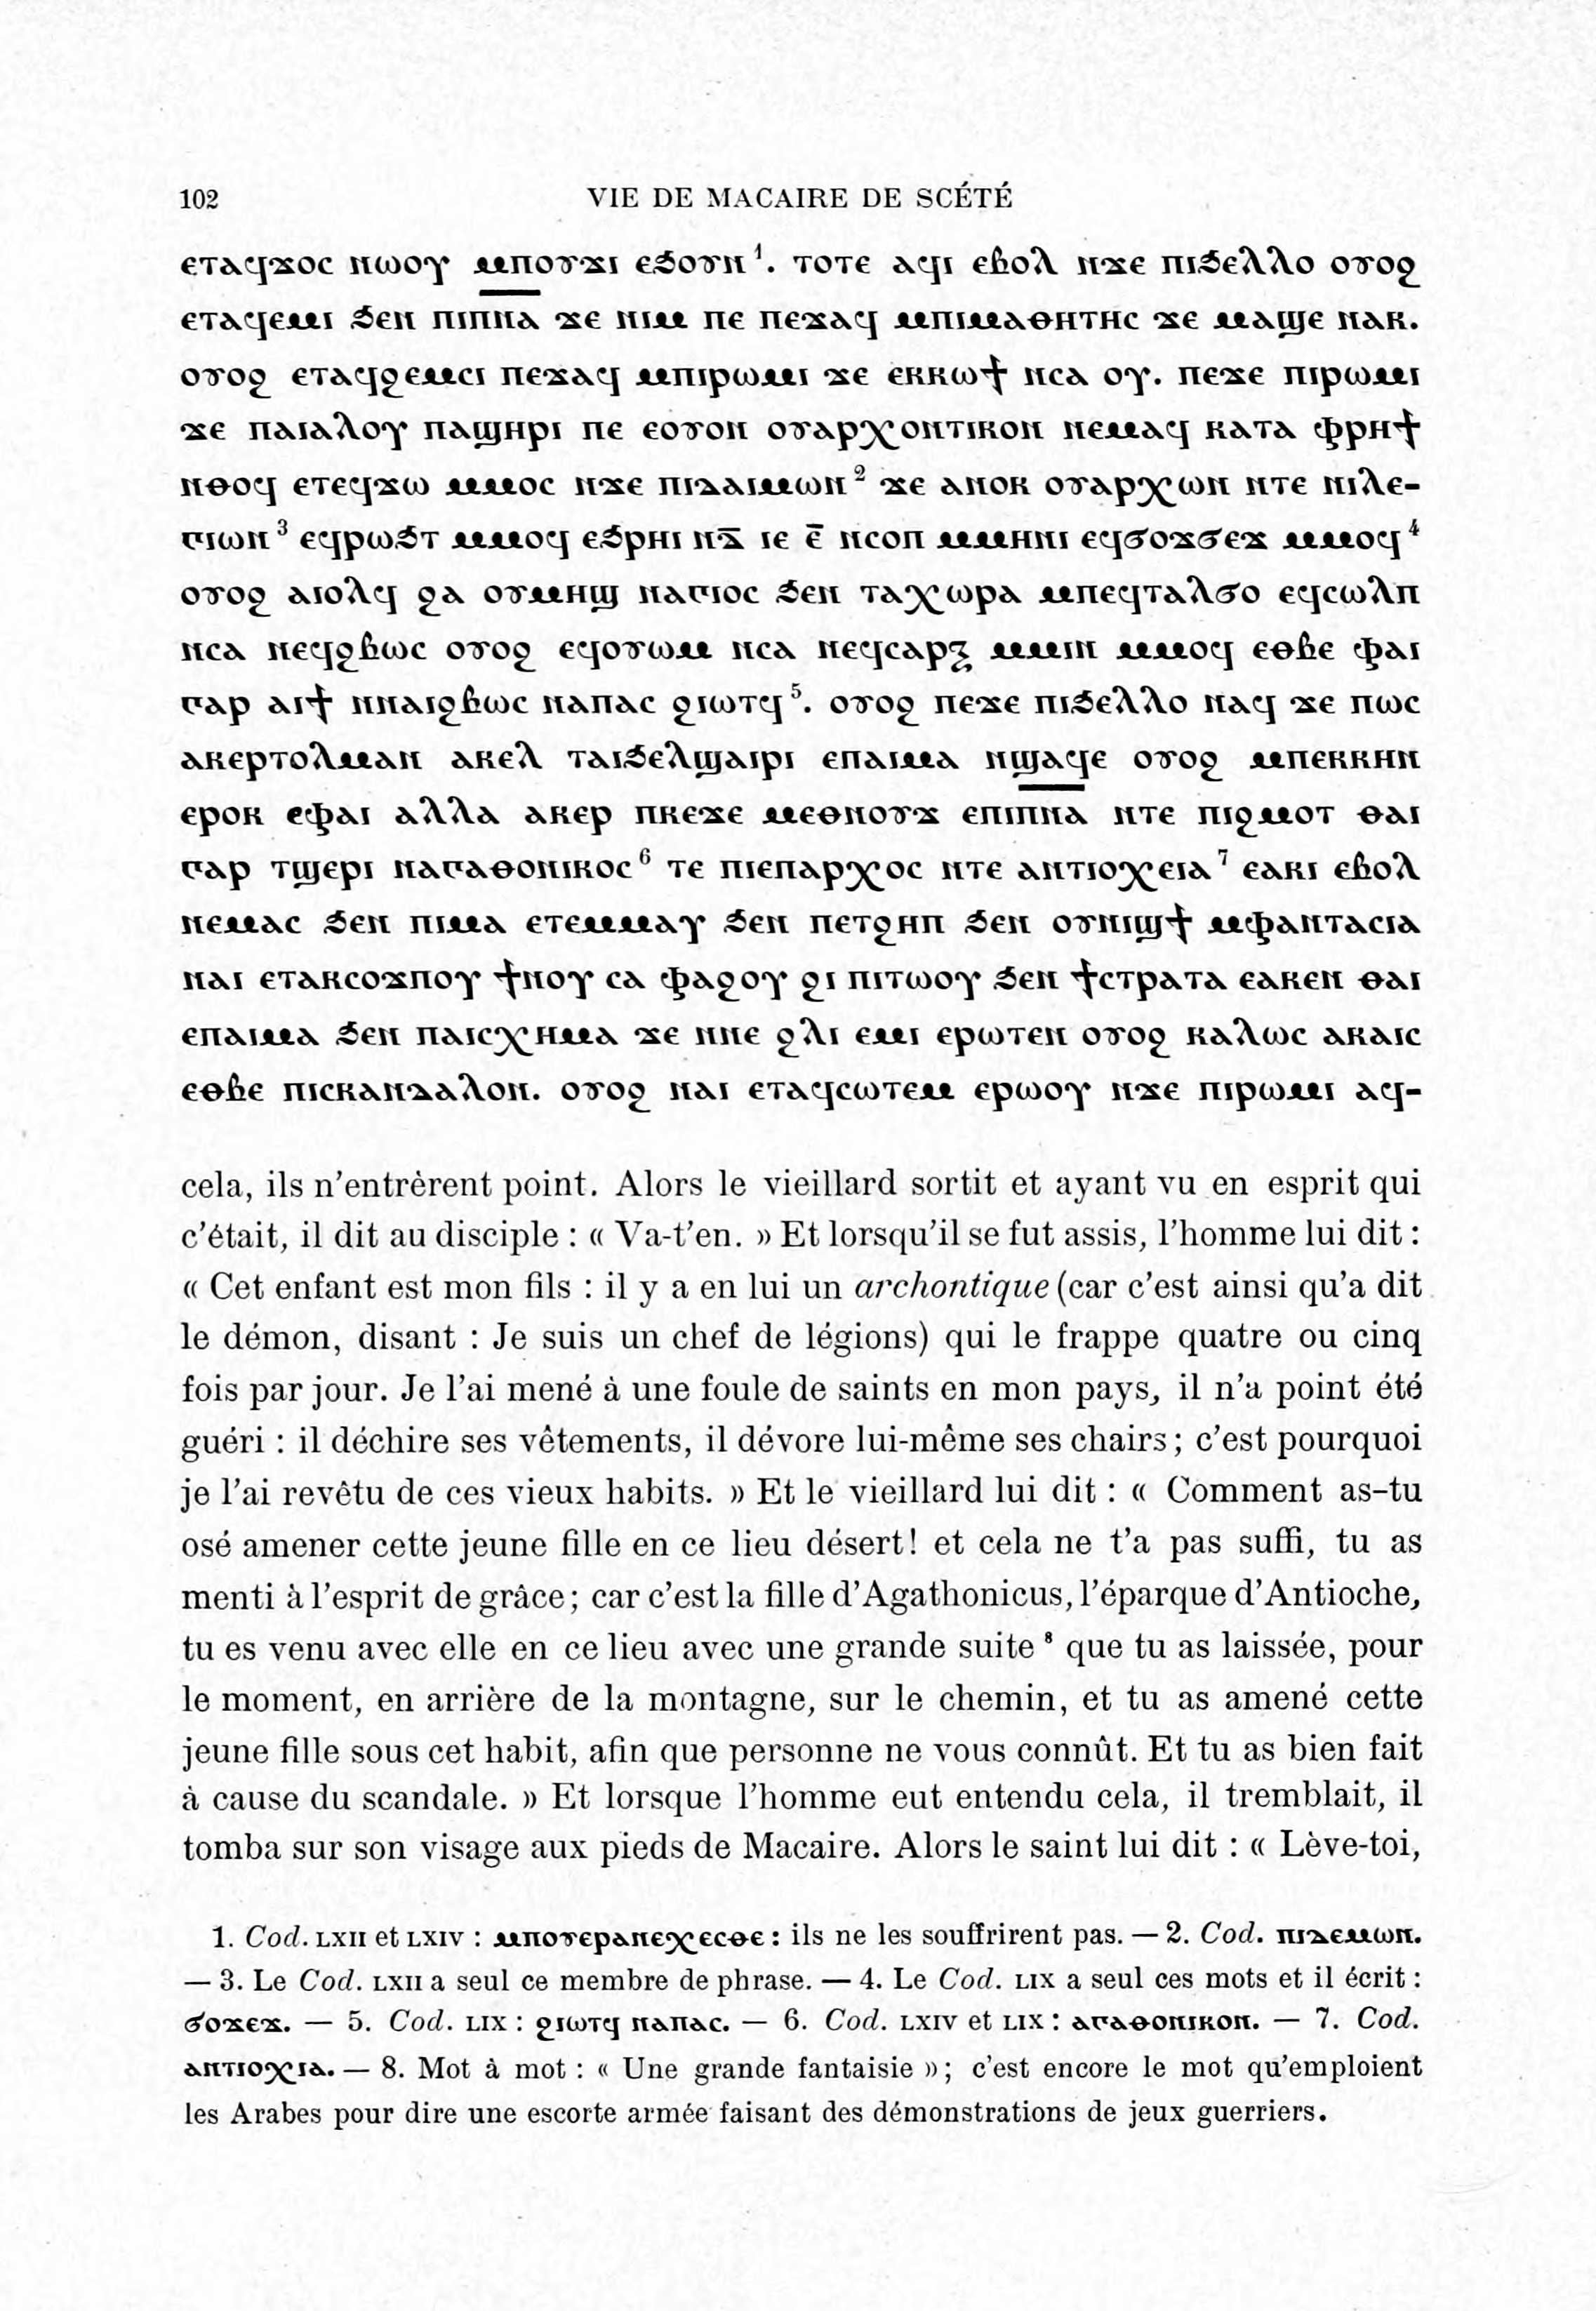 102 VIE DE MACAIRE DE SCÉTÉ
ⲉⲧⲁϥϫⲟⲥ ⲛⲱⲟⲩ ⲙⲡⲟⲩϫⲓ ⲉϧⲟⲩⲛ¹. ⲧⲟⲧⲉ ⲁϥⲓ ⲉⲃⲟⲗ ⲛϫⲉ ⲡⲓϧⲉⲗⲗⲟ ⲟⲩⲟϩ
ⲉⲧⲁϥⲉⲙⲓ ϧⲉⲛ ⲡⲓⲡ̅ⲛ̅ⲁ̅ ϫⲉ ⲛⲓⲙ ⲡⲉ ⲡⲉϫⲁϥ ⲙⲡⲓⲙⲁⲑⲏⲧⲏⲥ ϫⲉ ⲙⲁϣⲉ ⲛⲁⲕ.
ⲟⲩⲟϩ ⲉⲧⲁϥϩⲉⲙⲥⲓ ⲡⲉϫⲁϥ ⲙⲡⲓⲣⲱⲙⲓ ϫⲉ ⲉⲕⲕⲱϯ ⲛⲥⲁ ⲟⲩ. ⲡⲉϫⲉ ⲡⲓⲣⲱⲙⲓ
ϫⲉ ⲡⲁⲓⲁⲗⲟⲩ ⲡⲁϣⲏⲣⲓ ⲡⲉ ⲉⲟⲩⲟⲛ ⲟⲩⲁⲣⲭⲟⲛⲧⲓⲕⲟⲛ ⲛⲉⲙⲁϥ ⲕⲁⲧⲁ ⲫⲣⲏϯ
ⲛⲑⲟϥ ⲉⲧⲉϥϫⲱ ⲙⲙⲟⲥ ⲛϫⲉ ⲡⲓⲇⲁⲓⲙⲱⲛ² ϫⲉ ⲁⲛⲟⲕ ⲟⲩⲁⲣⲭⲱⲛ ⲛⲧⲉ ⲛⲓⲗⲉ-
ⲅⲓⲱⲛ³ ⲉϥⲣⲱϧⲧ ⲙⲙⲟϥ ⲉϧⲣⲏⲓ ⲛⲇ̅ ⲓⲉ ⲉ̅ ⲛⲥⲟⲡ ⲙⲙⲏⲛⲓ ⲉϥϭⲟϫϭⲉϫ ⲙⲙⲟϥ⁴
ⲟⲩⲟϩ ⲁⲓⲟⲗϥ ϩⲁ ⲟⲩⲙⲏϣ ⲛⲁⲅⲓⲟⲥ ϧⲉⲛ ⲧⲁⲭⲱⲣⲁ ⲙⲡⲉϥⲧⲁⲗϭⲟ ⲉϥⲥⲱⲗⲡ
ⲛⲥⲁ ⲛⲉϥϩⲃⲱⲥ ⲟⲩⲟϩ ⲉϥⲟⲩⲱⲙ ⲛⲥⲁ ⲛⲉϥⲥⲁⲣⲝ ⲙⲙⲓⲛ ⲙⲙⲟϥ ⲉⲑⲃⲉ ⲫⲁⲓ
ⲅⲁⲣ ⲁⲓϯ ⲛⲛⲁⲓϩⲃⲱⲥ ⲛⲁⲡⲁⲥ ϩⲓⲱⲧϥ⁵. ⲟⲩⲟϩ ⲡⲉϫⲉ ⲡⲓϧⲉⲗⲗⲟ ⲛⲁϥ ϫⲉ ⲡⲱⲥ
ⲁⲕⲉⲣⲧⲟⲗⲙⲁⲛ ⲁⲕⲉⲗ ⲧⲁⲓϧⲉⲗϣⲁⲓⲣⲓ ⲉⲡⲁⲓⲙⲁ ⲛϣⲁϥⲉ ⲟⲩⲟϩ ⲙⲡⲉⲕⲕⲏⲛ
ⲉⲣⲟⲕ ⲉⲫⲁⲓ ⲁⲗⲗⲁ ⲁⲕⲉⲣ ⲡⲕⲉϫⲉ ⲙⲉⲑⲛⲟⲩϫ ⲉⲡⲓⲡ̅ⲛ̅ⲁ̅ ⲛⲧⲉ ⲡⲓϩⲙⲟⲧ ⲑⲁⲓ
ⲅⲁⲣ ⲧϣⲉⲣⲓ ⲛⲁⲅⲁⲑⲟⲛⲓⲕⲟⲥ⁶ ⲧⲉ ⲡⲓⲉⲡⲁⲣⲭⲟⲥ ⲛⲧⲉ ⲁⲛⲧⲓⲟⲭⲉⲓⲁ⁷ ⲉⲁⲕⲓ ⲉⲃⲟⲗ
ⲛⲉⲙⲁⲥ ϧⲉⲛ ⲡⲓⲙⲁ ⲉⲧⲉⲙⲙⲁⲩ ϧⲉⲛ ⲡⲉⲧϩⲏⲡ ϧⲉⲛ ⲟⲩⲛⲓϣϯ ⲙⲫⲁⲛⲧⲁⲥⲓⲁ
ⲛⲁⲓ ⲉⲧⲁⲕⲥⲟϫⲡⲟⲩ ϯⲛⲟⲩ ⲥⲁ ⲫⲁϩⲟⲩ ϩⲓ ⲡⲓⲧⲱⲟⲩ ϧⲉⲛ ϯⲥⲧⲣⲁⲧⲁ ⲉⲁⲕⲉⲛ ⲑⲁⲓ
ⲉⲡⲁⲓⲙⲁ ϧⲉⲛ ⲡⲁⲓⲥⲭⲏⲙⲁ ϫⲉ ⲛⲛⲉ ϩⲗⲓ ⲉⲙⲓ ⲉⲣⲱⲧⲉⲛ ⲟⲩⲟϩ ⲕⲁⲗⲱⲥ ⲁⲕⲁⲓⲥ
ⲉⲑⲃⲉ ⲡⲓⲥⲕⲁⲛⲇⲁⲗⲟⲛ. ⲟⲩⲟϩ ⲛⲁⲓ ⲉⲧⲁϥⲥⲱⲧⲉⲙ ⲉⲣⲱⲟⲩ ⲛϫⲉ ⲡⲓⲣⲱⲙⲓ ⲁϥ-
cela, ils n'entrèrent point. Alors le vieillard sortit et ayant vu en esprit qui
c'était, il dit au disciple : « Va-t'en. » Et lorsqu'il se fut assis, l'homme lui dit :
« Cet enfant est mon fils : il y a en lui un archontique (car c'est ainsi qu'a dit
le démon, disant : Je suis un chef de légions) qui le frappe quatre ou cinq
fois par jour. Je l'ai mené à une foule de saints en mon pays, il n'a point été
guéri : il déchire ses vêtements, il dévore lui-même ses chairs; c'est pourquoi
je l'ai revêtu de ces vieux habits. » Et le vieillard lui dit : « Comment as-tu
osé amener cette jeune fille en ce lieu désert! et cela ne t'a pas suffi, tu as
menti à l'esprit de grâce; car c'est la fille d'Agathonicus, l'éparque d'Antioche,
tu es venu avec elle en ce lieu avec une grande suite⁸ que tu as laissée, pour
le moment, en arrière de la montagne, sur le chemin, et tu as amené cette
jeune fille sous cet habit, afin que personne ne vous connût. Et tu as bien fait
à cause du scandale. » Et lorsque l'homme eut entendu cela, il tremblait, il
tomba sur son visage aux pieds de Macaire. Alors le saint lui dit : « Lève-toi,
1. Cod. LXII et LXIV : ⲙⲡⲟⲩⲉⲣⲁⲛⲉⲭⲉⲥⲑⲉ : ils ne les souffrirent pas. — 2. Cod. ⲡⲓⲇⲉⲙⲱⲛ.
— 3. Le Cod. LXII a seul ce membre de phrase. — 4. Le Cod. LIX a seul ces mots et il écrit :
ϭⲟϫⲉϫ. — 5. Cod. LIX : ϩⲓⲱⲧϥ ⲛⲁⲡⲁⲥ. — 6. Cod. LXIV et LIX : ⲁⲅⲁⲑⲟⲛⲓⲕⲟⲛ. — 7. Cod.
ⲁⲛⲧⲓⲟⲭⲓⲁ. — 8. Mot à mot : « Une grande fantaisie »; c'est encore le mot qu'emploient
les Arabes pour dire une escorte armée faisant des démonstrations de jeux guerriers.